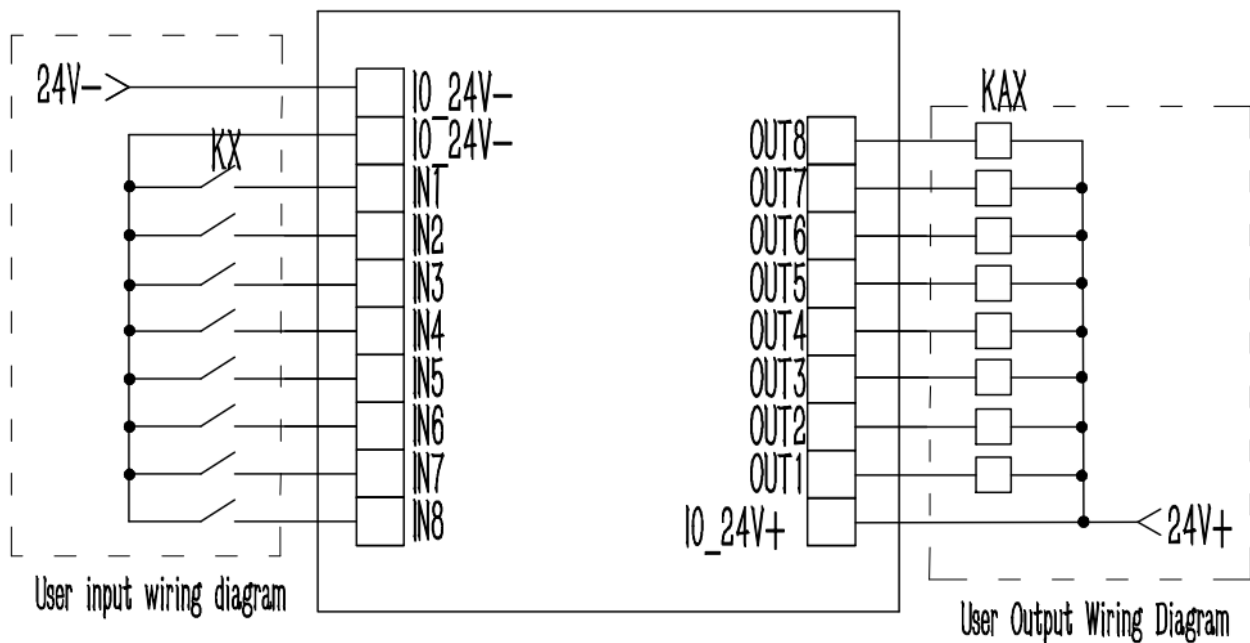 24V-
KX
IO_24V-
IO_24V-
IN1
IN2
IN3
IN4
IN5
IN6
IN7
IN8
User input wiring diagram
KAX
OUT8
OUT7
OUT6
OUT5
OUT4
OUT3
OUT2
OUT1
IO_24V+
24V+
User Output Wiring Diagram